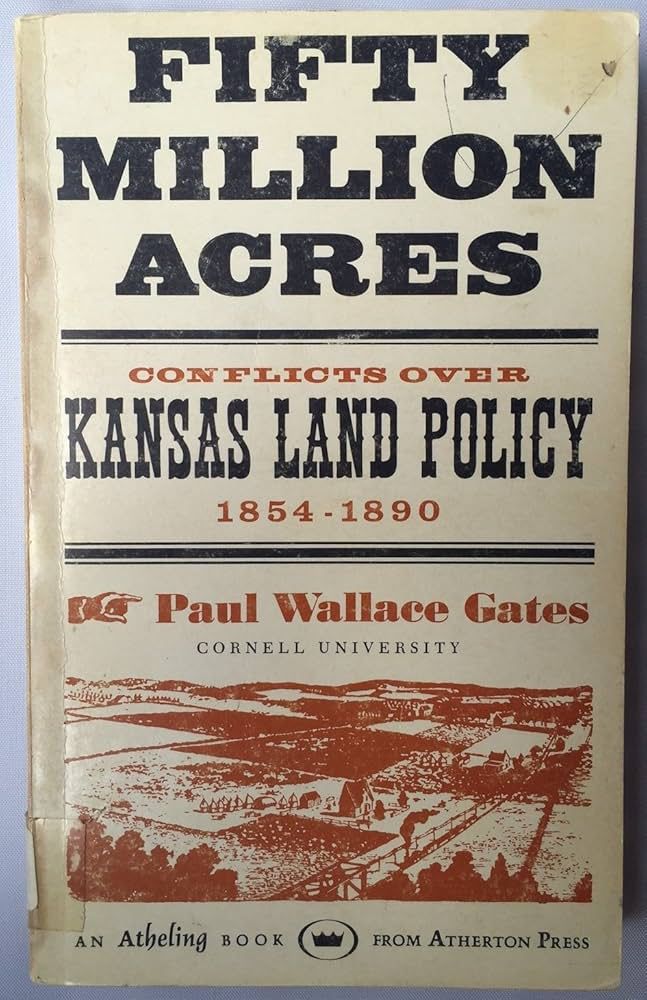 FIFTY
MILLION
ACRES
CONFLICTS OVER
KANSAS LAND POLICY
1854-1890
Paul Wallace Gates
CORNELL UNIVERSITY
AN Atheling BOOK FROM ATHERTON PRESS